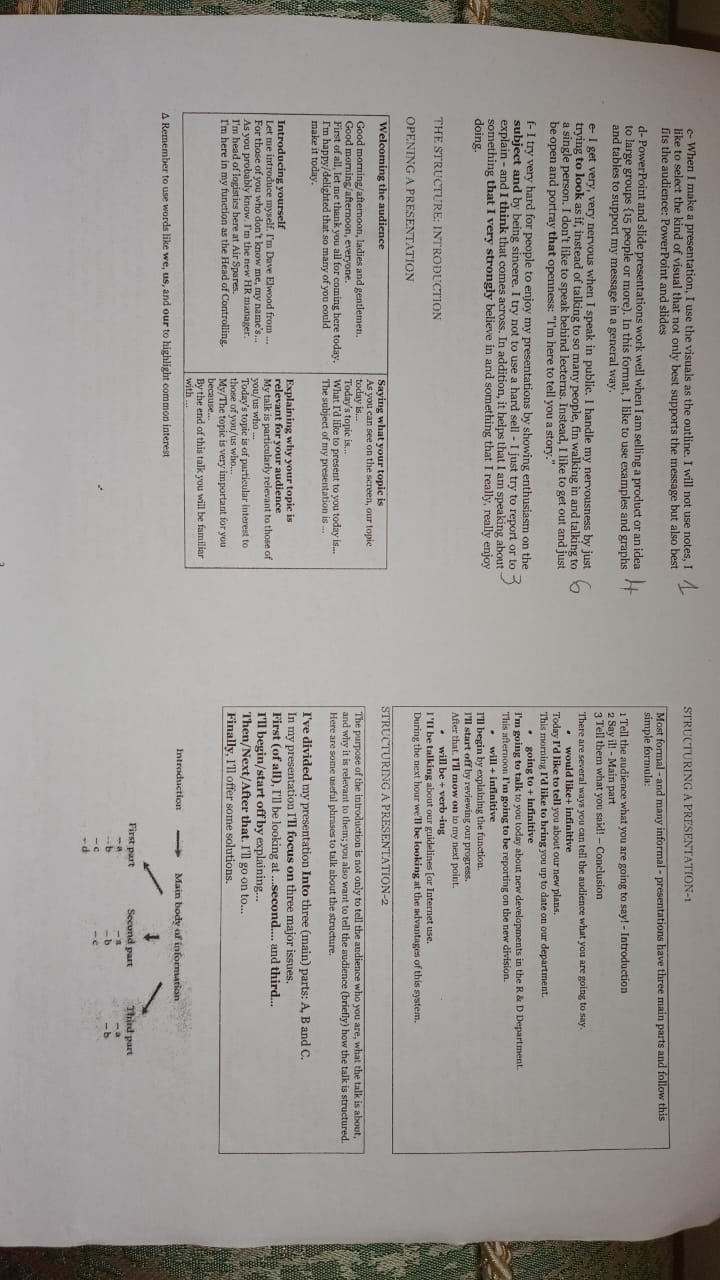 c- When I make a presentation, I use the visuals as the outline. I will not use notes, I
like to select the kind of visual that not only best supports the message but also best
fits the audience: PowerPoint and slides
1
d- PowerPoint and slide presentations work well when I am selling a product or an idea
to large groups {15 people or more). In this format, I like to use examples and graphs
and tables to support my message in a general way.
4
e- I get very, very nervous when I speak in public. I handle my nervousness by just
trying to look as if, instead of talking to so many people, fin walking in and talking to
a single person. I don't like to speak behind lecterns. Instead, I like to get out and just
be open and portray that openness: "I'm here to tell you a story."
6
f- I try very hard for people to enjoy my presentations by showing enthusiasm on the
subject and by being sincere. I try not to use a hard sell - I just try to report or to
explain - and I think that comes across. In addition, it helps that I am speaking about
something that I very strongly believe in and something that I really, really enjoy
doing.
3
THE STRUCTURE: INTRODUCTION
OPENING A PRESENTATION
Welcoming the audience
Good morning/afternoon, ladies and gentlemen.
Good morning/afternoon, everyone.
First of all, let me thank you all for coming here today.
I'm happy/delighted that so many of you could
make it today.
Saying what your topic is
As you can see on the screen, our topic
today is...
Today's topic is...
What I'd like to present to you today is...
The subject of my presentation is ...
Introducing yourself
Let me introduce myself. I'm Dave Elwood from ...
For those of you who don't know me, my name's...
As you probably know. I'm the new HR manager.
I'm head of logistics here at Air Spares.
I'm here in my function as the Head of Controlling.
Explaining why your topic is
relevant for your audience
My talk is particularly relevant to those of
you/us who ...
Today's topic is of particular interest to
those of you/us who...
My/The topic is very important for you
because...
By the end of this talk you will be familiar
with ...
Δ Remember to use words like we, us, and our to highlight common interest
STRUCTURING A PRESENTATION-1
Most formal - and many informal - presentations have three main parts and follow this
simple formula:
1 Tell the audience what you are going to say! - Introduction
2 Say il! - Main part
3 Tell them what you said! – Conclusion
There are several ways you can tell the audience what you are going to say.
• would like+ infinitive
Today I'd like to tell you about our new plans.
This morning I'd like to bring you up to date on our department.
• going to + infinitive
I'm going to talk to you today about new developments in the R & D Department.
This afternoon I'm going to be reporting on the new division.
• will + infinitive
I'll begin by explaining the function.
I'll start off by reviewing our progress.
After that. I'll mow on to my next point.
• will be + verb -ing
I 'll be talking about our guidelines [or Internet use.
During the next hour we'll be looking at the advantages of this system.
STRUCTURING A PRESENTATION-2
The purpose of the introduction is not only to tell the audience who you are, what the talk is about,
and why it is relevant to them; you also want to tell the audience (briefly) how the talk is structured.
Here are some useful phrases to talk about the structure.
I've divided my presentation Into three (main) parts: A, B and C.
In my presentation I'll focus on three major issues.
First (of all), I'll be looking at ...second.... and third...
I'll begin/start off by explaining...
Then/Next/After that. I'll go on to...
Finally, I'll offer some solutions.
Introduction
Main body of information
First part
– a
– b
– c
– d
Second part
– a
– b
– c
Third part
– a
– b